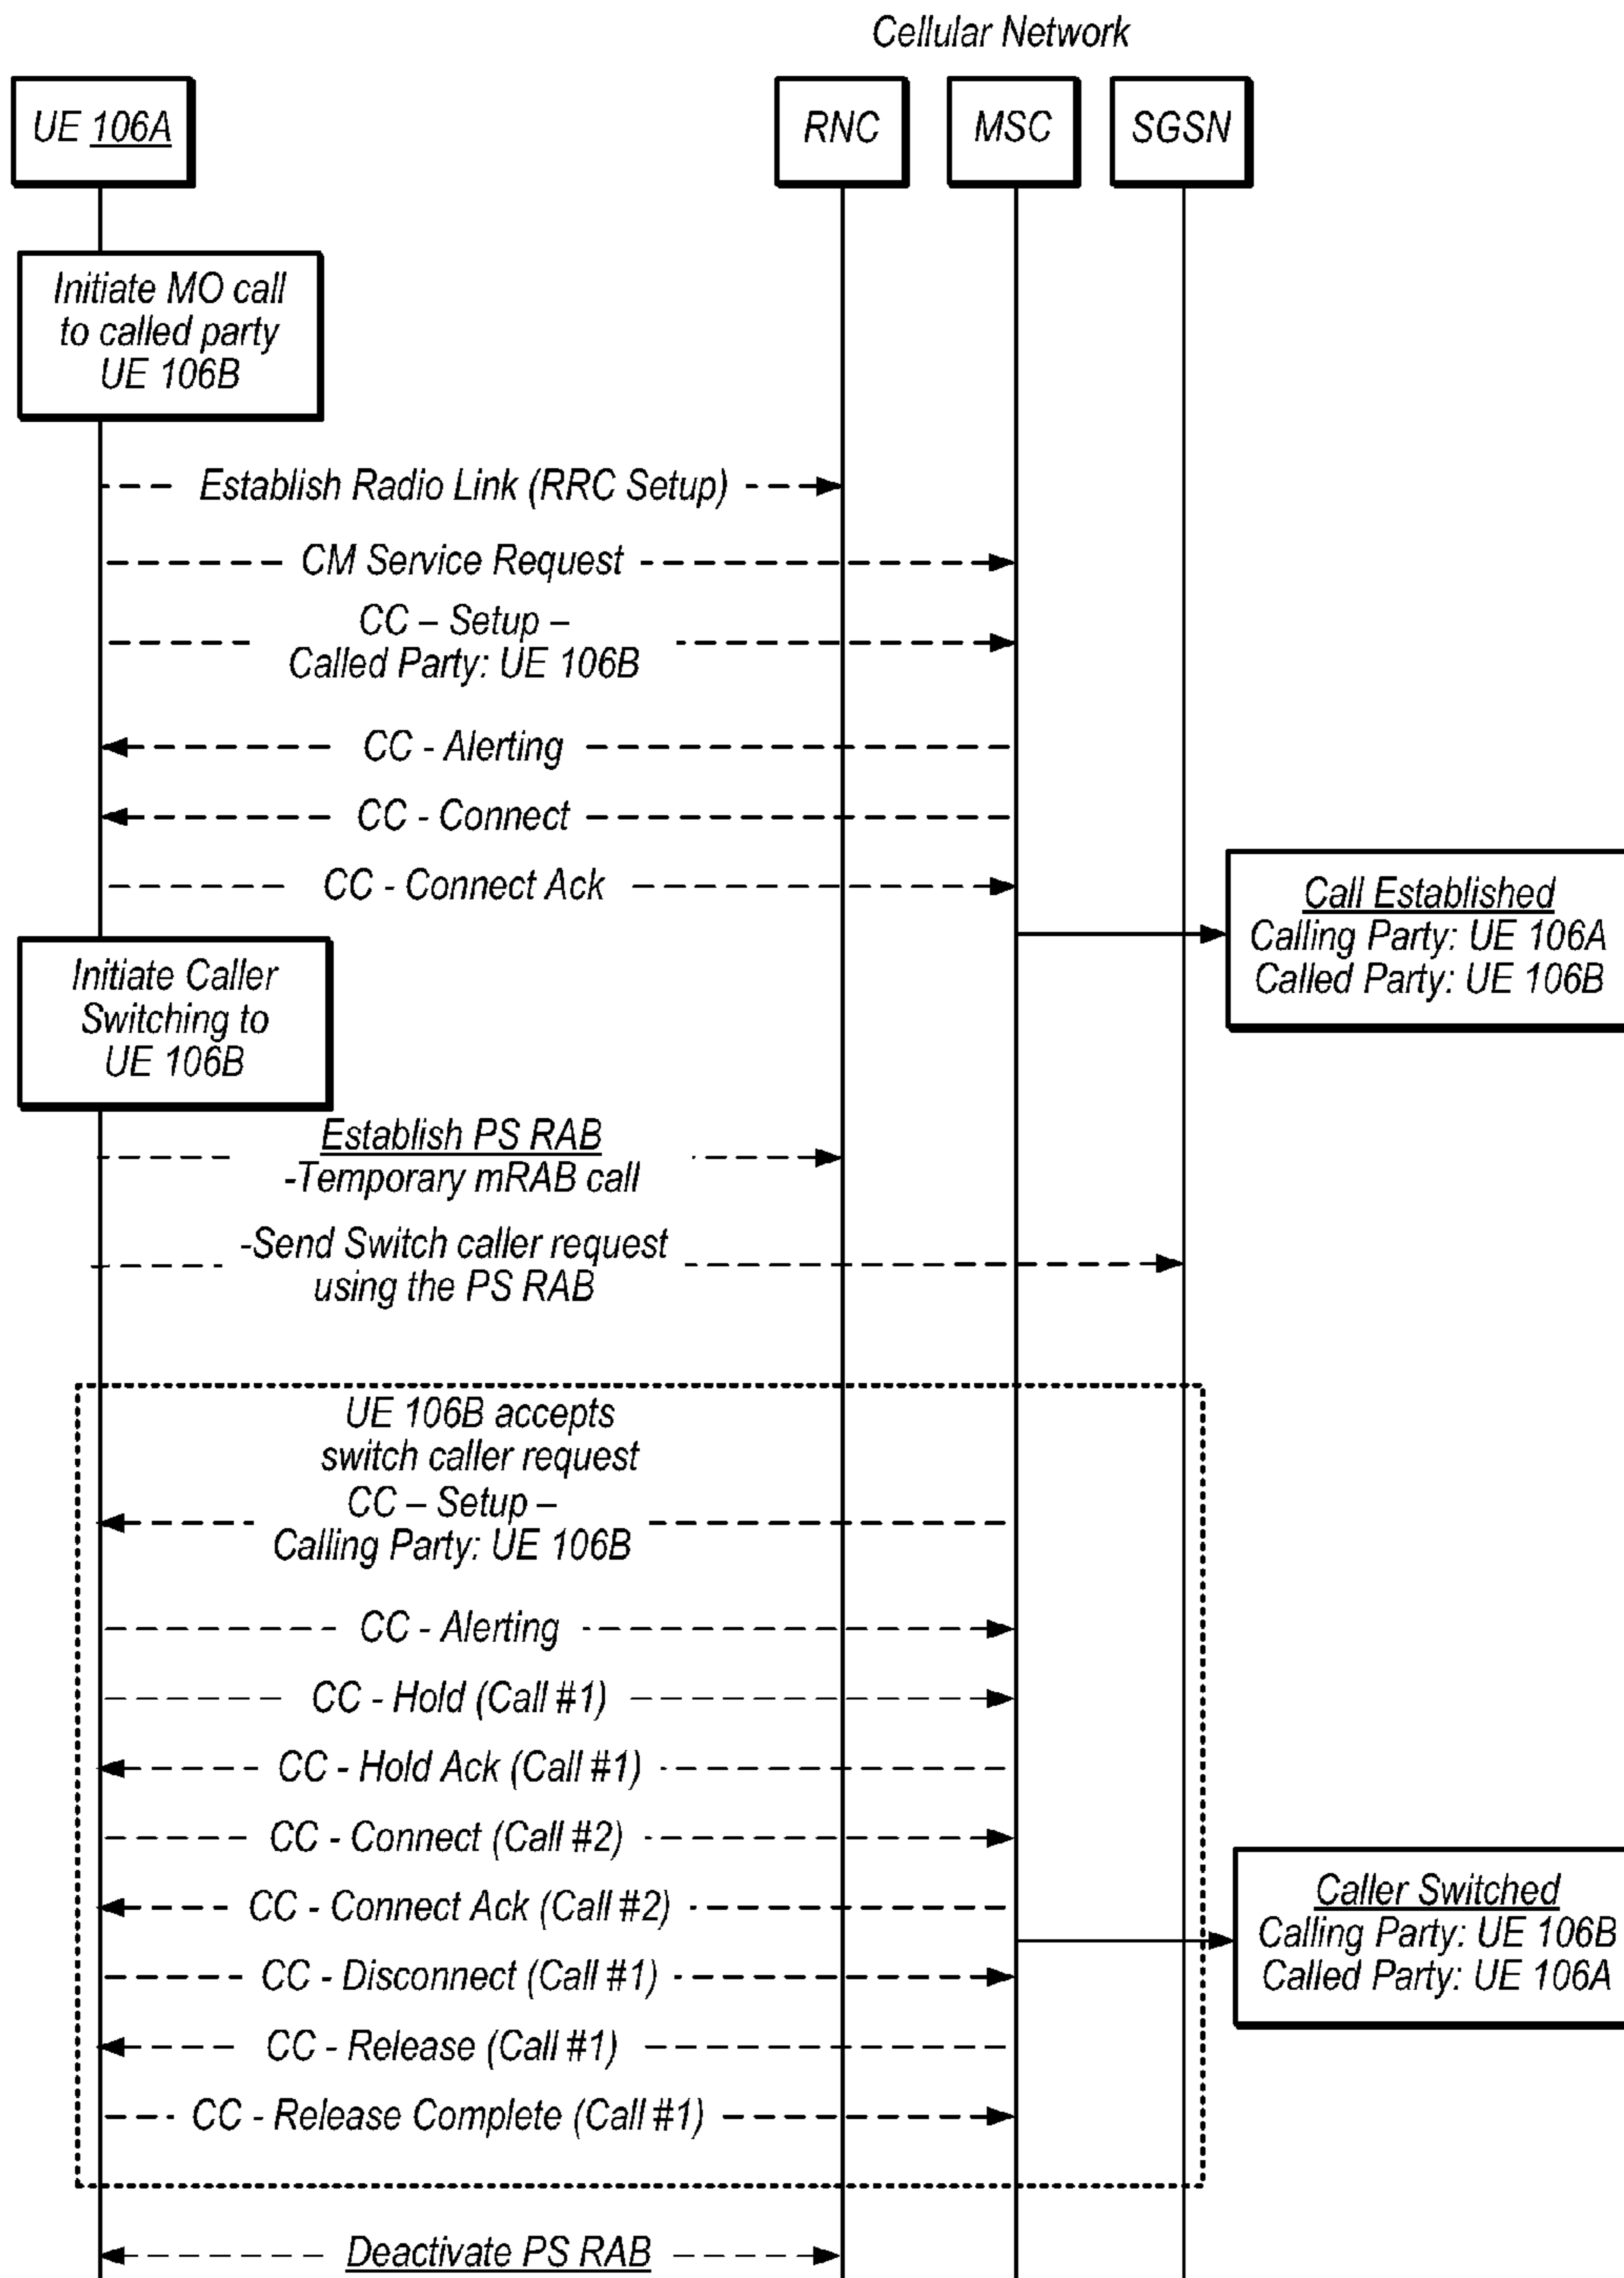 Cellular Network
UE 106A
RNC
MSC
SGSN
Initiate MO call
to called party
UE 106B
Establish Radio Link (RRC Setup)
CM Service Request
CC – Setup –
Called Party: UE 106B
CC - Alerting
CC - Connect
CC - Connect Ack
Call Established
Calling Party: UE 106A
Called Party: UE 106B
Initiate Caller
Switching to
UE 106B
Establish PS RAB
-Temporary mRAB call
-Send Switch caller request
using the PS RAB
UE 106B accepts
switch caller request
CC – Setup –
Calling Party: UE 106B
CC - Alerting
CC - Hold (Call #1)
CC - Hold Ack (Call #1)
CC - Connect (Call #2)
CC - Connect Ack (Call #2)
Caller Switched
Calling Party: UE 106B
Called Party: UE 106A
CC - Disconnect (Call #1)
CC - Release (Call #1)
CC - Release Complete (Call #1)
Deactivate PS RAB